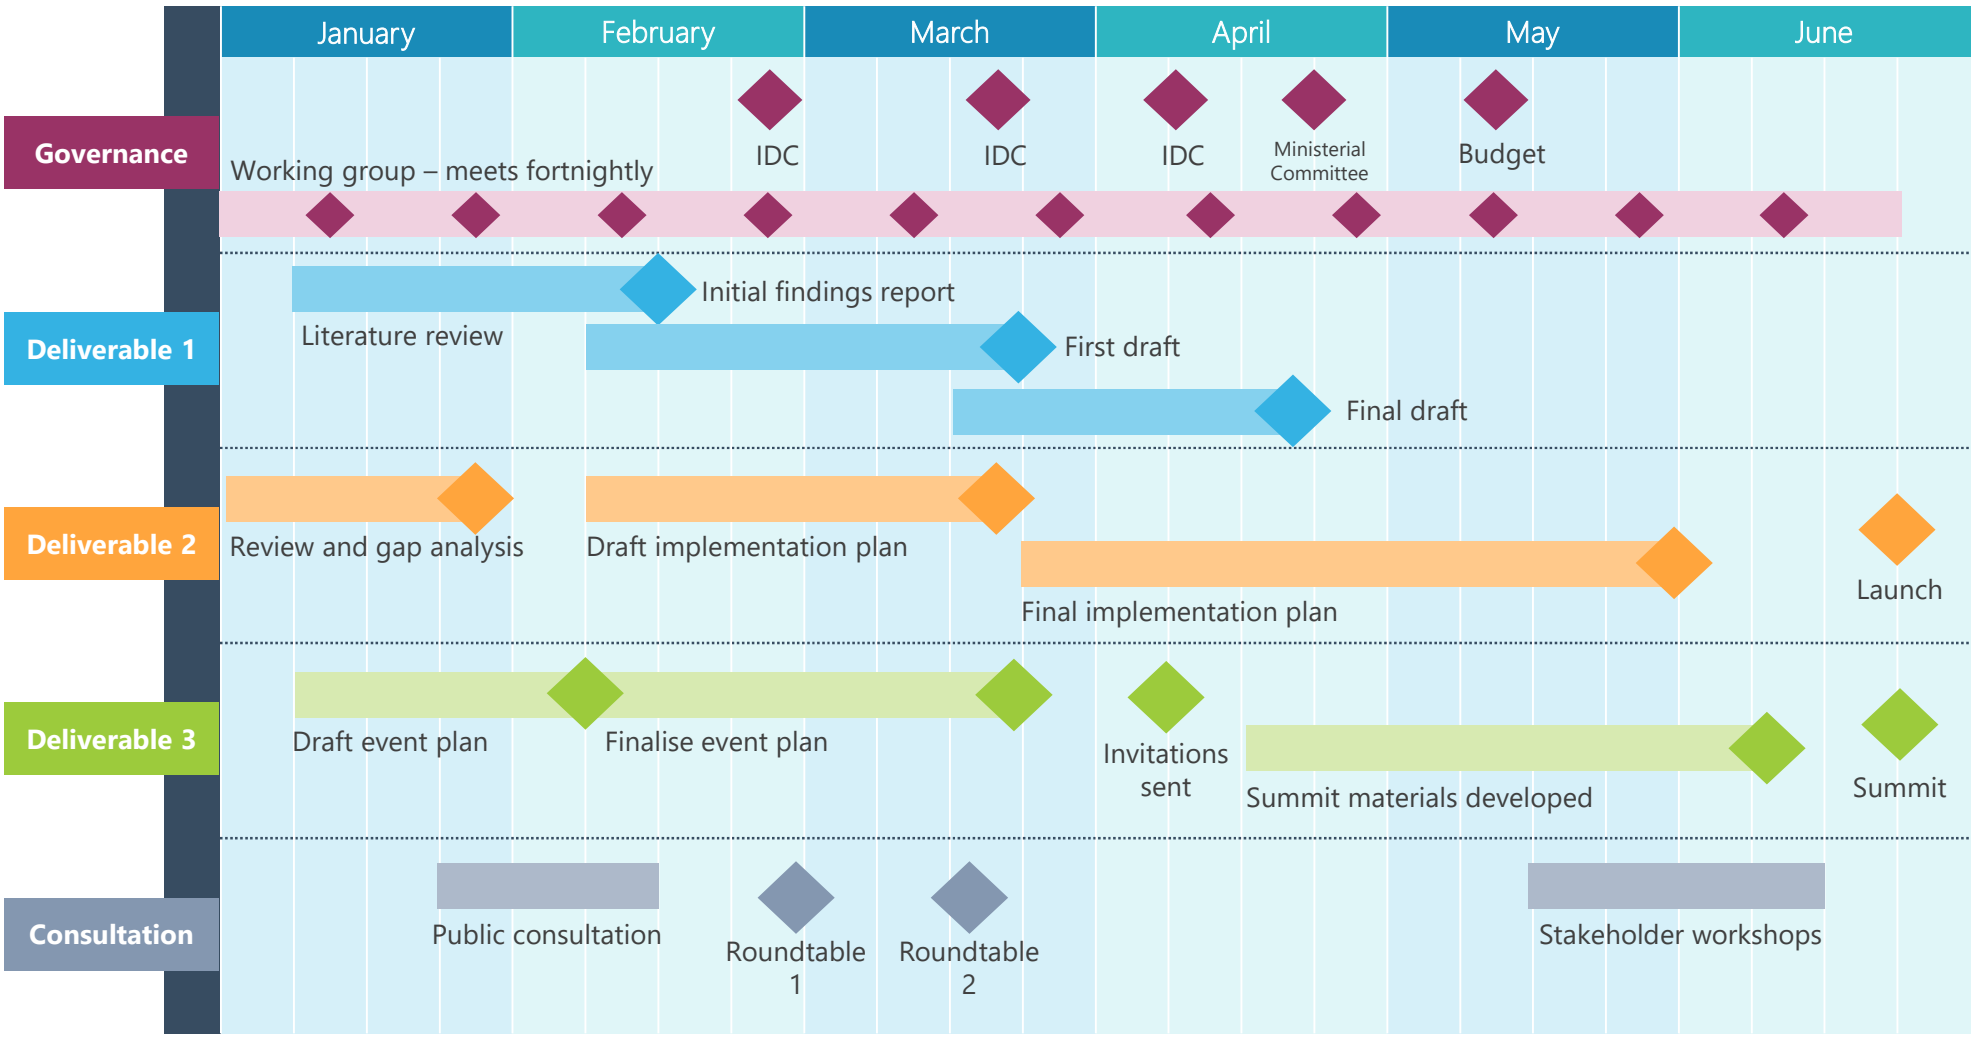 January February March April May June
Governance
Working group – meets fortnightly
IDC
IDC
IDC
Ministerial
Committee
Budget
Deliverable 1
Literature review
Initial findings report
First draft
Final draft
Deliverable 2
Review and gap analysis
Draft implementation plan
Final implementation plan
Launch
Deliverable 3
Draft event plan
Finalise event plan
Invitations
sent
Summit materials developed
Summit
Consultation
Public consultation
Roundtable
1
Roundtable
2
Stakeholder workshops